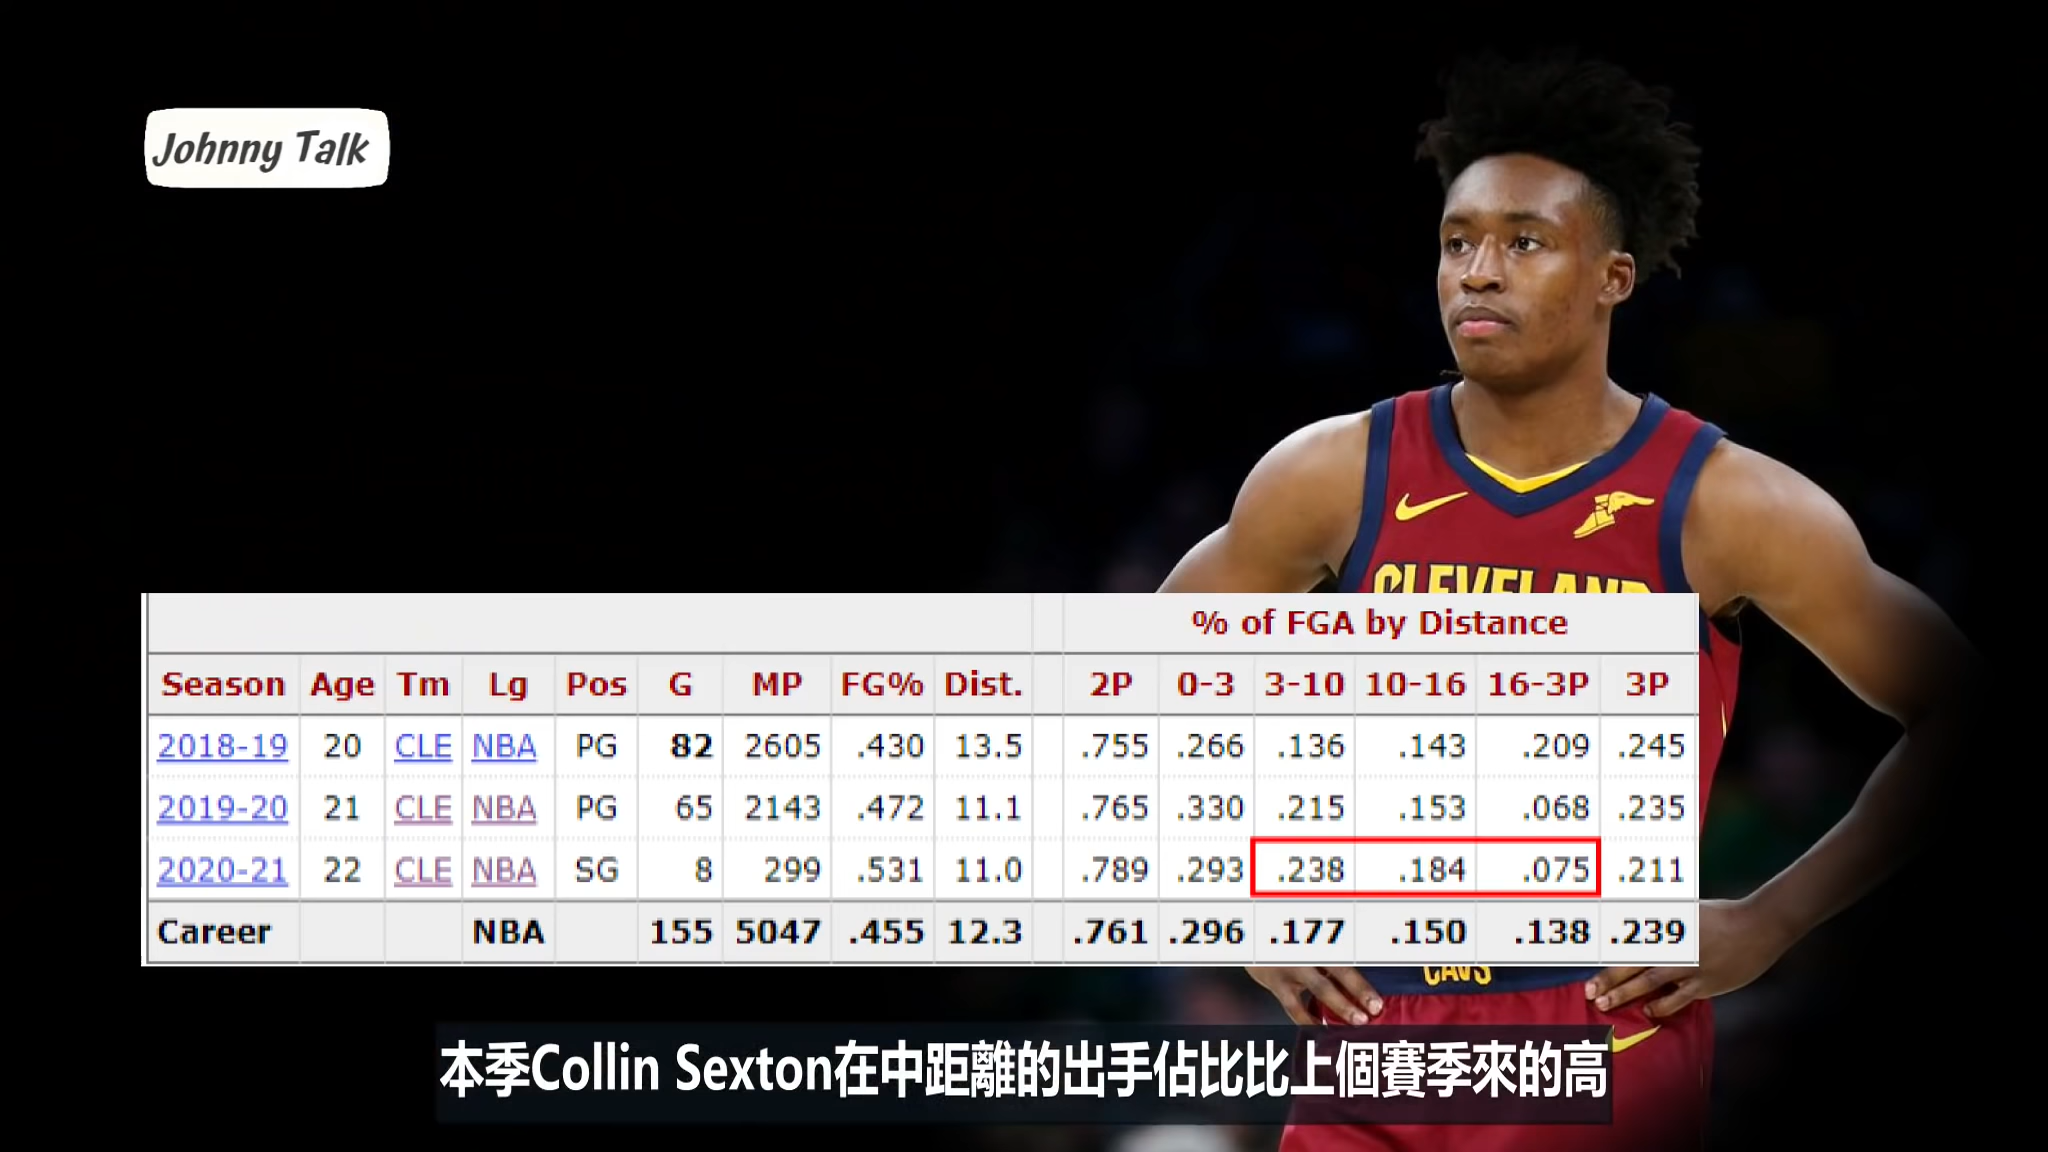 Johnny Talk
CLEVELAND
% of FGA by Distance
Season Age Tm Lg Pos G MP FG% Dist. 2P 0-3 3-10 10-16 16-3P 3P
2018-19 20 CLE NBA PG 82 2605 .430 13.5 .755 .266 .136 .143 .209 .245
2019-20 21 CLE NBA PG 65 2143 .472 11.1 .765 .330 .215 .153 .068 .235
2020-21 22 CLE NBA SG 8 299 .531 11.0 .789 .293 .238 .184 .075 .211
Career NBA 155 5047 .455 12.3 .761 .296 .177 .150 .138 .239
CAVS
本季Collin Sexton在中距離的出手佔比比上個賽季來的高